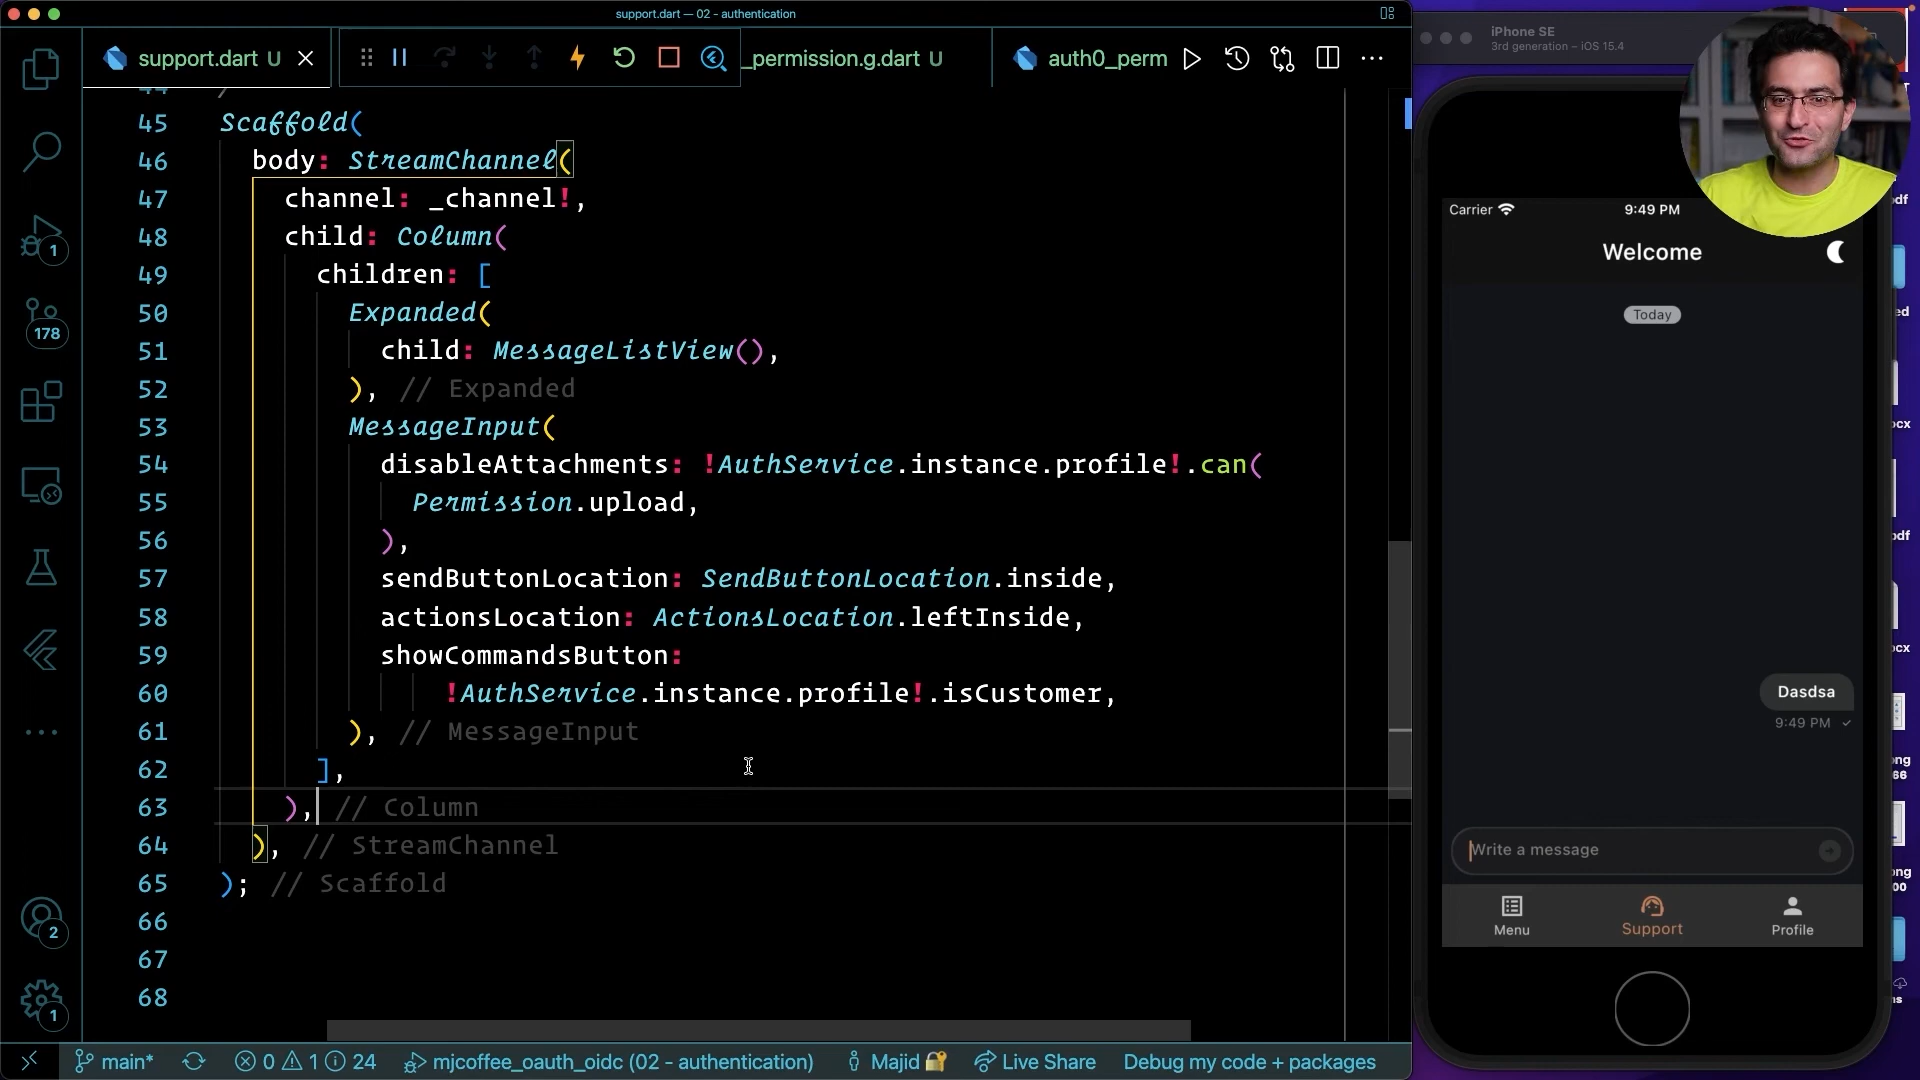 support.dart — 02 - authentication
support.dart U
_permission.g.dart U
auth0_perm
45 Scaffold(
46 body: StreamChannel(
47 channel: _channel!,
48 child: Column(
49 children: [
50 Expanded(
51 child: MessageListView(),
52 ), // Expanded
53 MessageInput(
54 disableAttachments: !AuthService.instance.profile!.can(
55 Permission.upload,
56 ),
57 sendButtonLocation: SendButtonLocation.inside,
58 actionsLocation: ActionsLocation.leftInside,
59 showCommandsButton:
60 !AuthService.instance.profile!.isCustomer,
61 ), // MessageInput
62 ],
63 ), // Column
64 ), // StreamChannel
65 ); // Scaffold
66
67
68
1
178
2
1
main*
0 1 24
mjcoffee_oauth_oidc (02 - authentication)
Majid 🔐
Live Share
Debug my code + packages
iPhone SE
3rd generation – iOS 15.4
Carrier 9:49 PM
Welcome
Today
Dasdsa
9:49 PM ✓
Write a message
Menu Support Profile